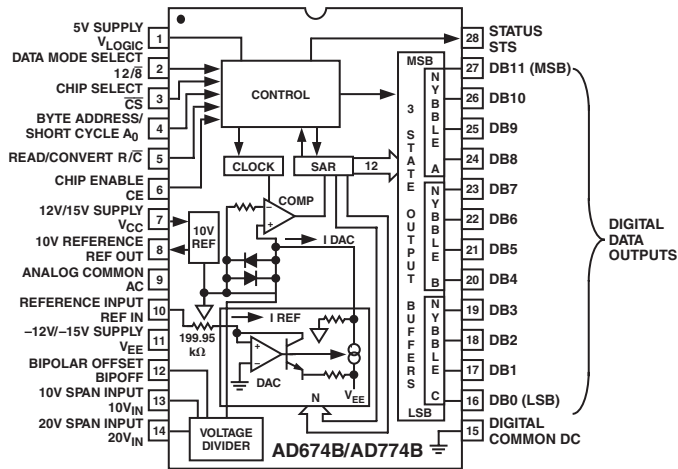 5V SUPPLY
VLOGIC
1
DATA MODE SELECT
12/8̅
2
CHIP SELECT
C̅S̅
3
BYTE ADDRESS/
SHORT CYCLE A0
4
READ/CONVERT R/C̅
5
CHIP ENABLE
CE
6
12V/15V SUPPLY
VCC
7
10V REFERENCE
REF OUT
8
ANALOG COMMON
AC
9
REFERENCE INPUT
REF IN
10
–12V/–15V SUPPLY
VEE
11
BIPOLAR OFFSET
BIPOFF
12
10V SPAN INPUT
10VIN
13
20V SPAN INPUT
20VIN
14
CONTROL
CLOCK
SAR
12
COMP
–
+
10V
REF
I DAC
I REF
199.95
kΩ
+
–
DAC
VEE
N
VOLTAGE
DIVIDER
AD674B/AD774B
MSB
3 STATE OUTPUT BUFFERS
LSB
NYBBLE A
NYBBLE B
NYBBLE C
28
STATUS
STS
27
DB11 (MSB)
26
DB10
25
DB9
24
DB8
23
DB7
22
DB6
21
DB5
20
DB4
19
DB3
18
DB2
17
DB1
16
DB0 (LSB)
15
DIGITAL
COMMON DC
DIGITAL
DATA
OUTPUTS